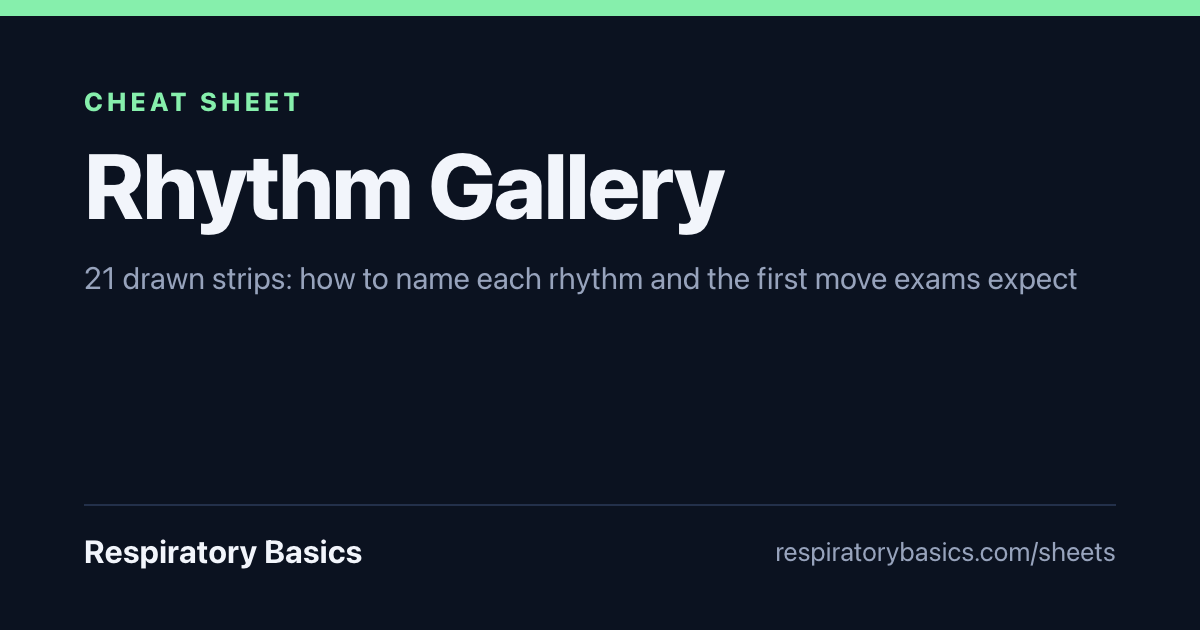 CHEAT SHEET
Rhythm Gallery
21 drawn strips: how to name each rhythm and the first move exams expect
Respiratory Basics
respiratorybasics.com/sheets